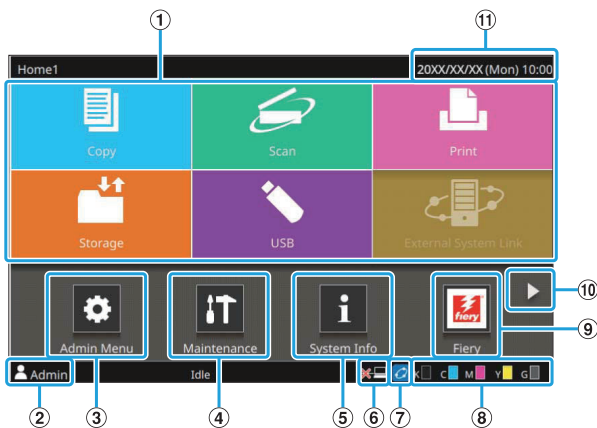 ① ⑪
Home1 20XX/XX/XX (Mon) 10:00
Copy Scan Print
Storage USB External System Link
⑩
fiery
⑨
Admin Menu Maintenance System Info Fiery
Admin Idle K C M Y G
② ③ ④ ⑤ ⑥ ⑦ ⑧